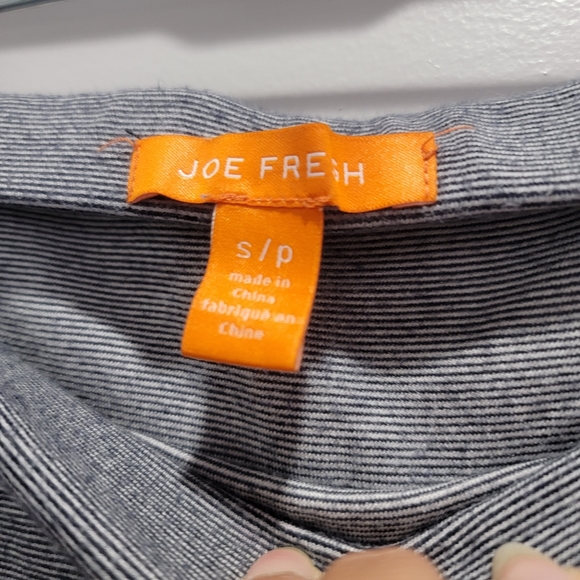 JOE FRESH
s/p
made in
China
fabriqué en
Chine